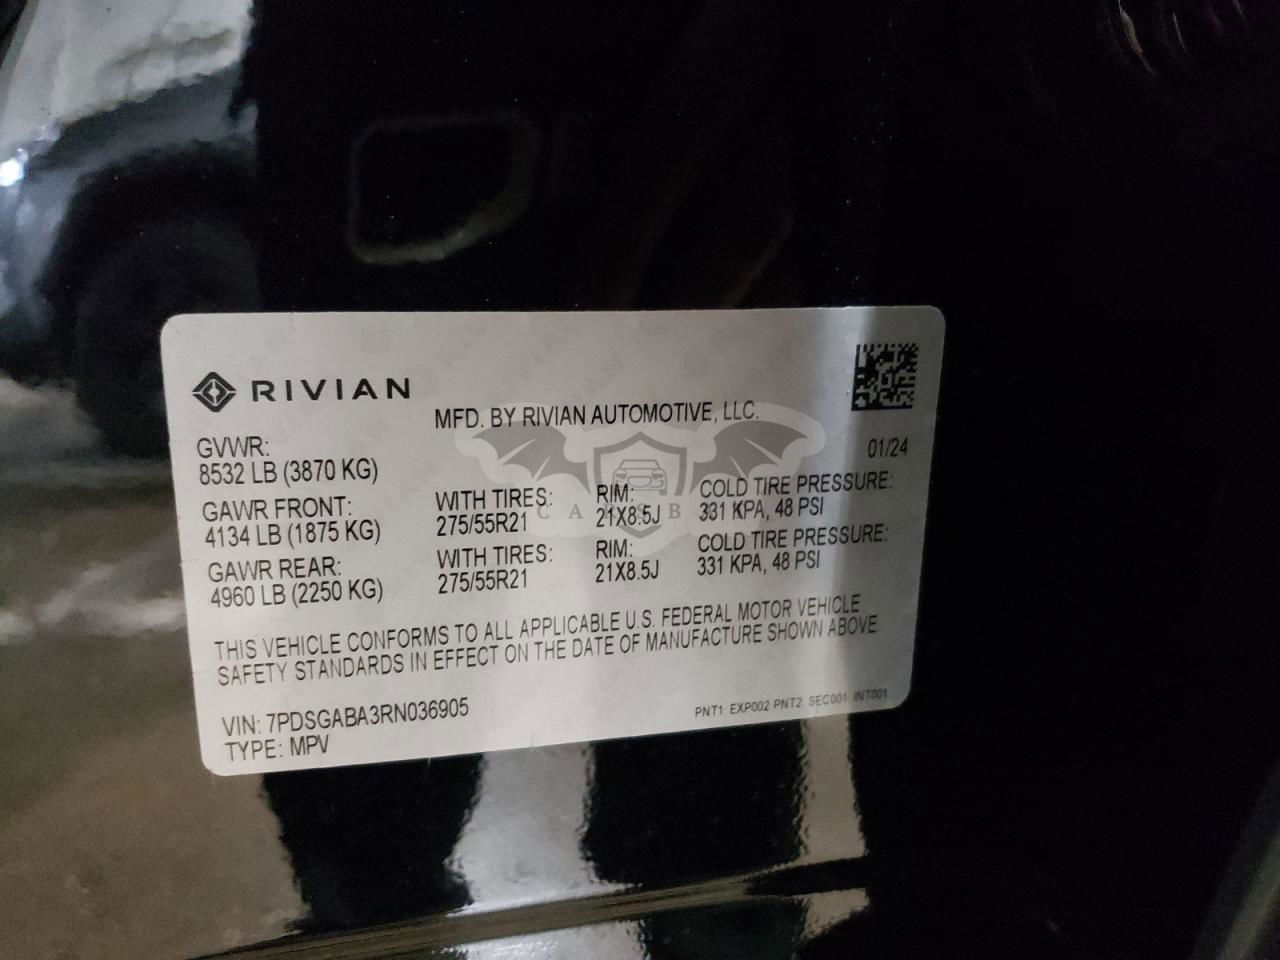 RIVIAN
MFD. BY RIVIAN AUTOMOTIVE, LLC.
01/24
GVWR:
8532 LB (3870 KG)
GAWR FRONT: WITH TIRES: RIM: COLD TIRE PRESSURE:
4134 LB (1875 KG) 275/55R21 21X8.5J 331 KPA, 48 PSI
GAWR REAR: WITH TIRES: RIM: COLD TIRE PRESSURE:
4960 LB (2250 KG) 275/55R21 21X8.5J 331 KPA, 48 PSI
THIS VEHICLE CONFORMS TO ALL APPLICABLE U.S. FEDERAL MOTOR VEHICLE
SAFETY STANDARDS IN EFFECT ON THE DATE OF MANUFACTURE SHOWN ABOVE
VIN: 7PDSGABA3RN036905
TYPE: MPV
PNT1: EXP002 PNT2: SEC001 INT001